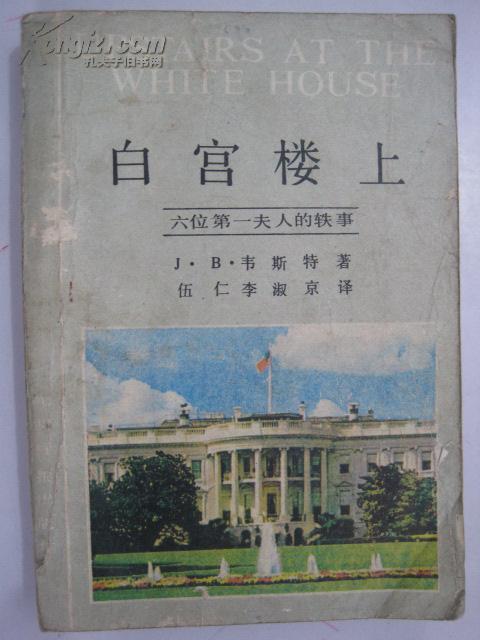 Kongfz.com
孔夫子旧书网
UPSTAIRS AT THE
WHITE HOUSE
白宫楼上
六位第一夫人的轶事
J·B·韦斯特著
伍仁李淑京译